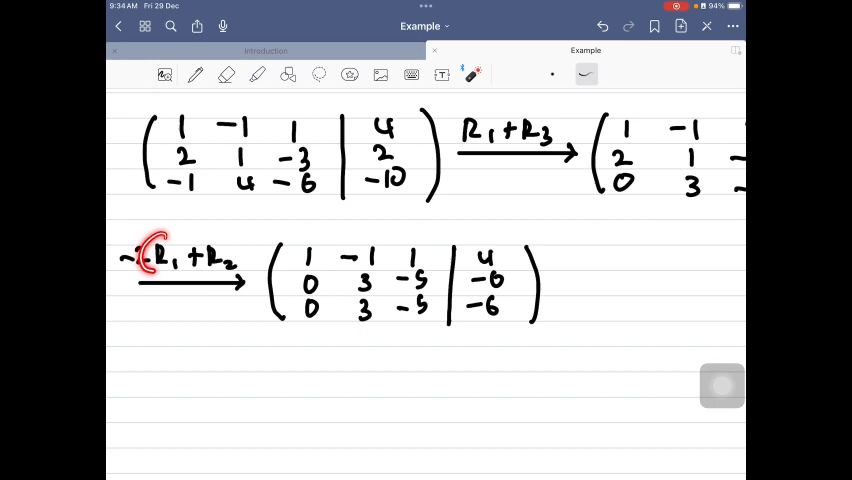 9:34AM Fri 29 Dec
94%
Example
Introduction
Example
1 -1 1 4
2 1 -3 2
-1 4 -6 -10
R1+R3
1 -1
2 1 -
0 3 -
-2R1+R2
1 -1 1 4
0 3 -5 -6
0 3 -5 -6